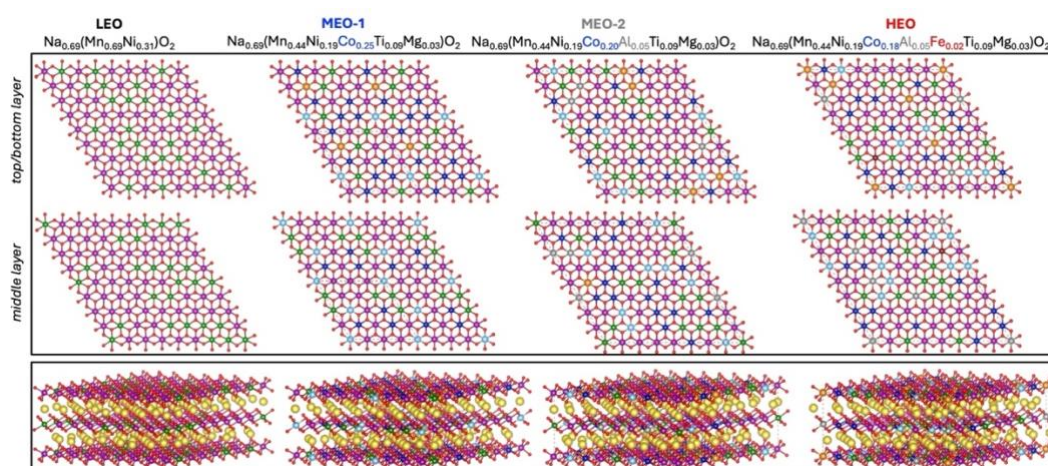 LEO
Na0.69(Mn0.69Ni0.31)O2
MEO-1
Na0.69(Mn0.44Ni0.19Co0.25Ti0.09Mg0.03)O2
MEO-2
Na0.69(Mn0.44Ni0.19Co0.20Al0.05Ti0.09Mg0.03)O2
HEO
Na0.69(Mn0.44Ni0.19Co0.18Al0.05Fe0.02Ti0.09Mg0.03)O2
top/bottom layer
middle layer